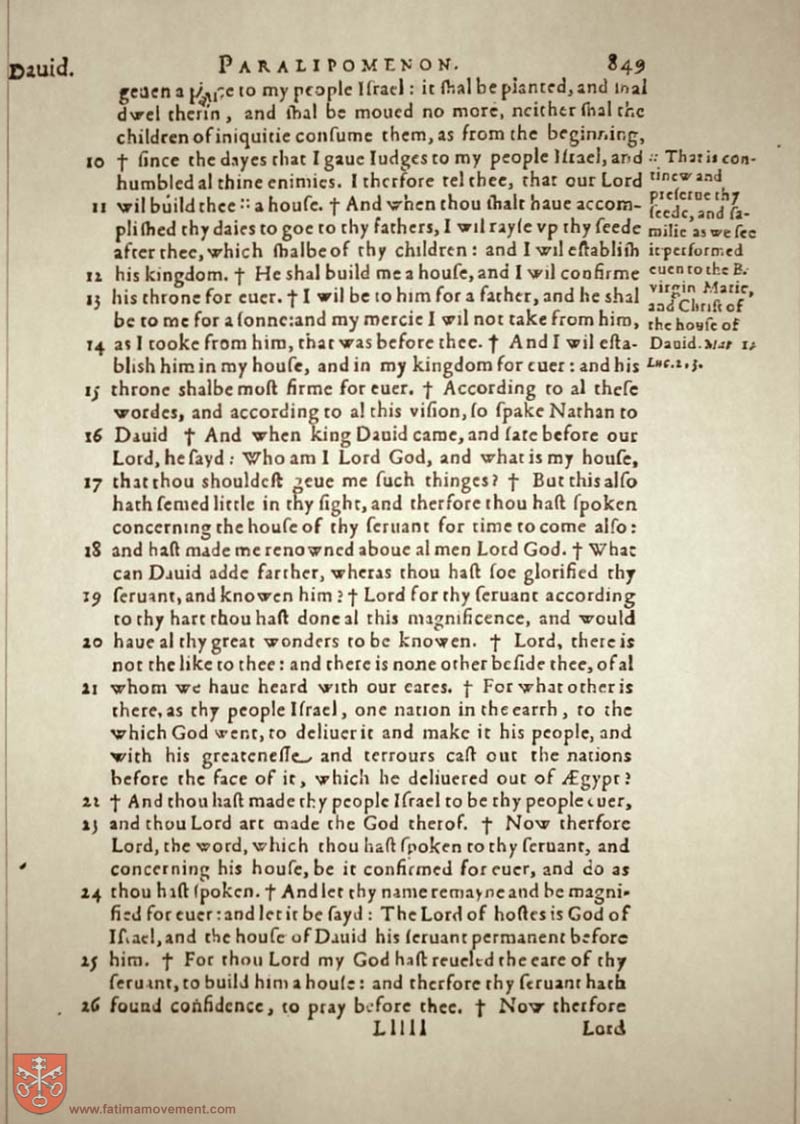 Dauid. PARALIPOMENON. 849
geuen a place to my people Iſrael: it ſhal be planted, and ſhal
dwel therin, and ſhal be moued no more, neither ſhal the
children of iniquitie conſume them, as from the beginning,
10 † ſince the dayes that I gaue Iudges to my people Iſrael, and
humbled al thine enimies. I therfore tel thee, that our Lord
11 wil build thee :: a houſe. † And when thou ſhalt haue accom-
pliſhed thy daies to goe to thy fathers, I wil rayſe vp thy ſeede
after thee, which ſhalbe of thy children: and I wil eſtabliſh
12 his kingdom. † He shal build me a houſe, and I wil confirme
13 his throne for euer. † I wil be to him for a father, and he shal
be to me for a ſonne: and my mercie I wil not take from him,
14 as I tooke from him, that was before thee. † And I wil eſta-
bliſh him in my houſe, and in my kingdom for euer: and his
15 throne shalbe moſt firme for euer. † According to al theſe
wordes, and according to al this viſion, ſo ſpake Nathan to
16 Dauid † And when king Dauid came, and ſate before our
Lord, he ſayd: Who am I Lord God, and what is my houſe,
17 that thou shouldeſt geue me ſuch thinges? † But this alſo
hath ſemed little in thy ſight, and therfore thou haſt ſpoken
concerning the houſe of thy ſeruant for time to come alſo:
18 and haſt made me renowned aboue al men Lord God. † What
can Dauid adde farther, wheras thou haſt ſoe glorified thy
19 ſeruant, and knowen him? † Lord for thy ſeruant according
to thy hart thou haſt done al this magnificence, and would
20 haue al thy great wonders to be knowen. † Lord, there is
not the like to thee: and there is none other beſide thee, of al
21 whom we haue heard with our eares. † For what other is
there, as thy people Iſrael, one nation in the earrh, to the
which God went, to deliuer it and make it his people, and
with his greateneſſe and terrours caſt out the nations
before the face of it, which he deliuered out of Ægypt?
22 † And thou haſt made thy people Iſrael to be thy people euer,
23 and thou Lord art made the God therof. † Now therfore
Lord, the word, which thou haſt ſpoken to thy ſeruant, and
concerning his houſe, be it confirmed for euer, and do as
24 thou haſt ſpoken. † And let thy name remayne and be magni-
fied for euer: and let it be ſayd: The Lord of hoſtes is God of
Iſrael, and the houſe of Dauid his ſeruant permanent before
25 him. † For thou Lord my God haſt reueled the eare of thy
ſeruant, to build him a houſe: and therfore thy ſeruant hath
26 found confidence, to pray before thee. † Now therfore
Lllll Lord
:: That is con-
tinew and
preſerue thy
ſeede, and fa-
milie as we ſee
it performed
euen to the B.
virgin Marie,
and Chriſt of
the houſe of
Dauid. Mat 1,
Luc. 2, 3.
www.fatimamovement.com